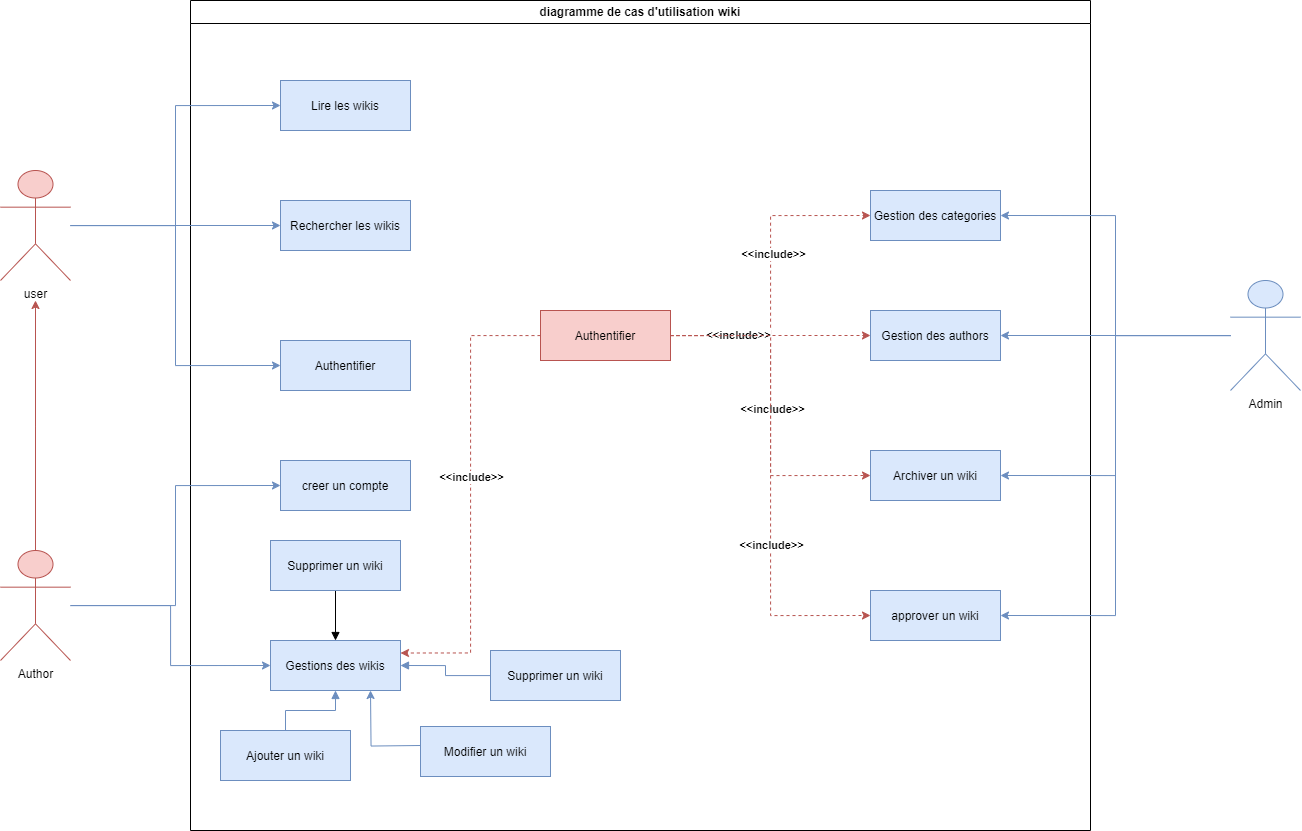 diagramme de cas d'utilisation wiki
Lire les wikis
Rechercher les wikis
Gestion des categories
<<include>>
user
Authentifier
<<include>>
Gestion des authors
Authentifier
Admin
<<include>>
creer un compte
<<include>>
Archiver un wiki
<<include>>
Supprimer un wiki
approver un wiki
Author
Gestions des wikis
Supprimer un wiki
Ajouter un wiki
Modifier un wiki